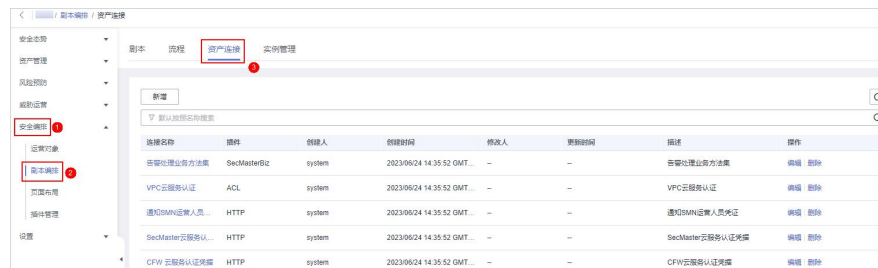 / 剧本编排 / 资产连接
安全态势
资产管理
风险预防
威胁运营
安全编排 1
运营对象
剧本编排 2
页面布局
插件管理
设置
剧本 流程 资产连接 实例管理
3
新增
默认按照名称搜索
连接名称 插件 创建人 创建时间 修改人 更新时间 描述 操作
告警处理业务方法集 SecMasterBiz system 2023/06/24 14:35:52 GMT... -- -- 告警处理业务方法集 编辑 删除
VPC云服务认证 ACL system 2023/06/24 14:35:52 GMT... -- -- VPC云服务认证 编辑 删除
通知SMN运营人员... HTTP system 2023/06/24 14:35:52 GMT... -- -- 通知SMN运营人员凭证 编辑 删除
SecMaster云服务认... HTTP system 2023/06/24 14:35:52 GMT... -- -- SecMaster云服务认证凭据 编辑 删除
CFW 云服务认证凭据 HTTP system 2023/06/24 14:35:52 GMT... -- -- CFW云服务认证凭据 编辑 删除